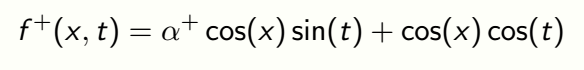 f⁺(x, t) = α⁺ cos(x) sin(t) + cos(x) cos(t)